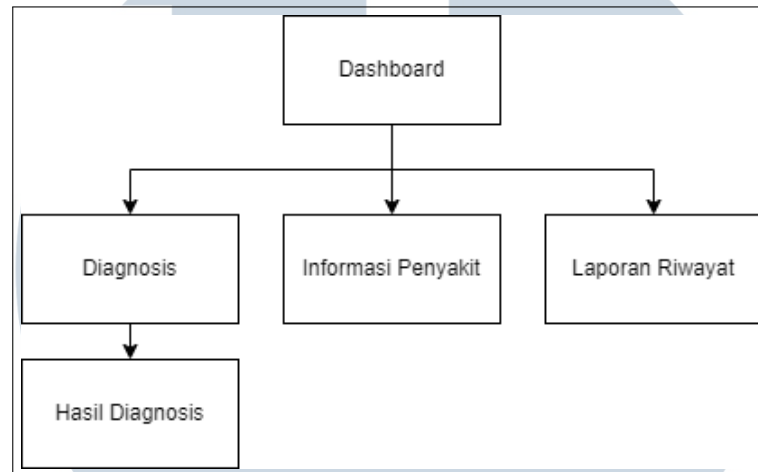 Dashboard
Diagnosis
Informasi Penyakit
Laporan Riwayat
Hasil Diagnosis